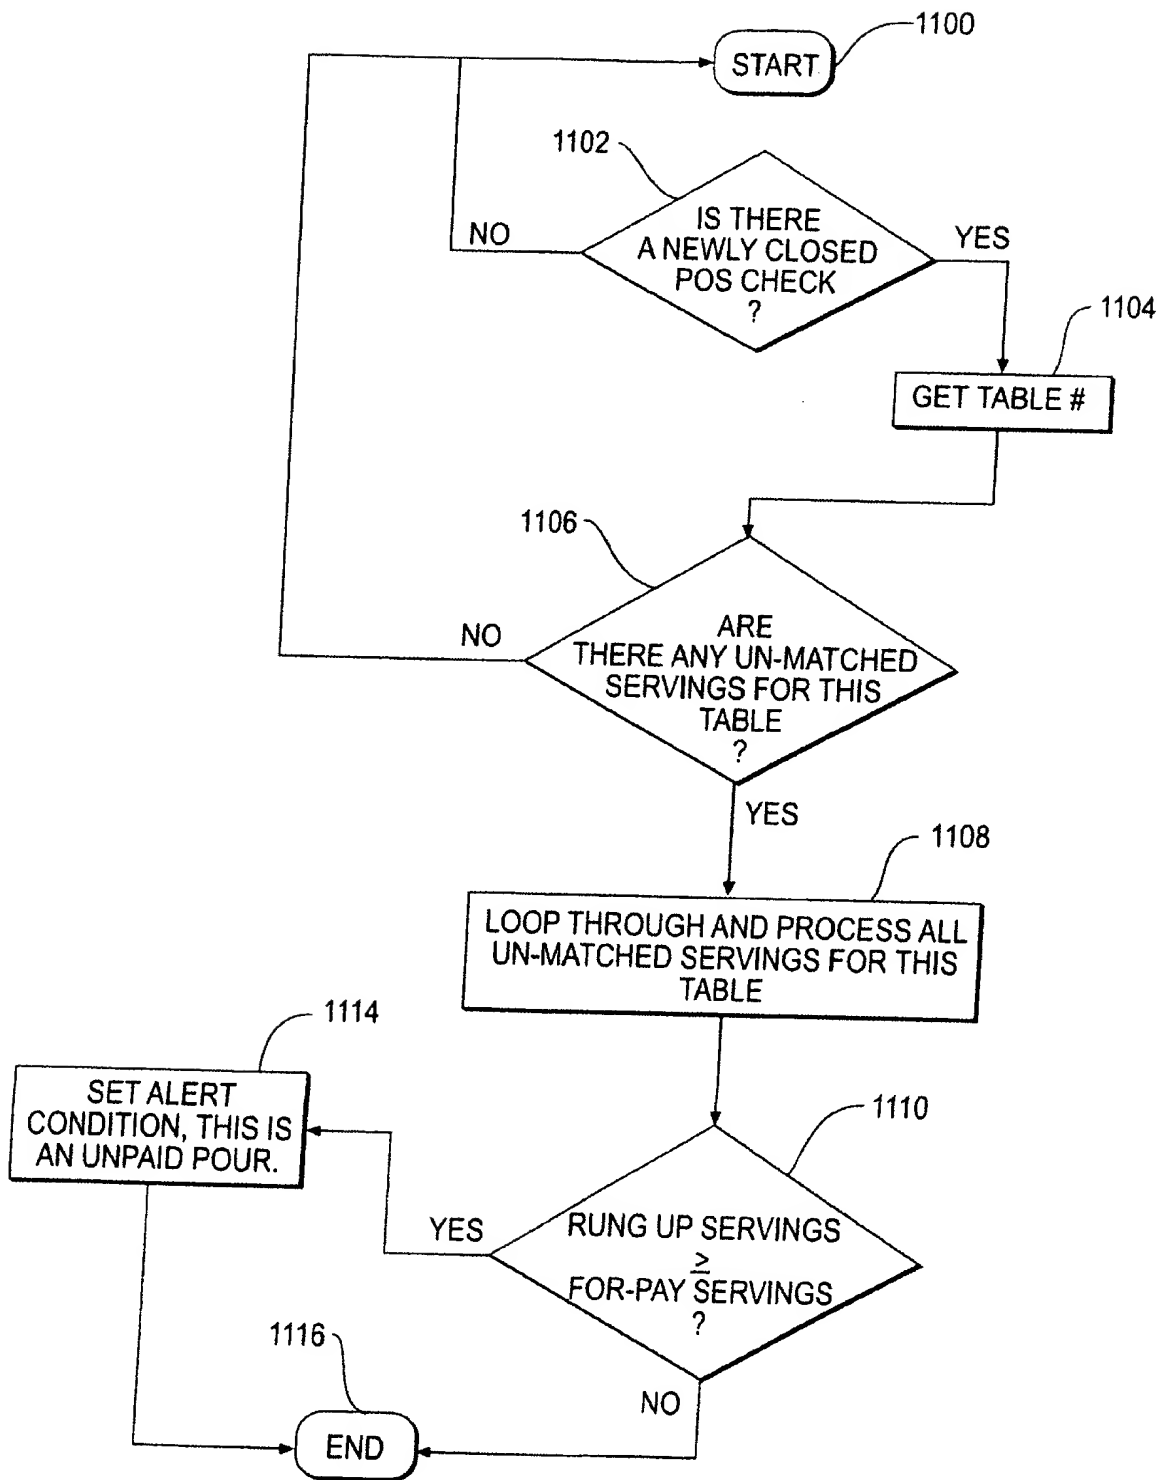 1100
START
1102
IS THERE
A NEWLY CLOSED
POS CHECK
?
NO
YES
1104
GET TABLE #
1106
ARE
THERE ANY UN-MATCHED
SERVINGS FOR THIS
TABLE
?
NO
YES
1108
LOOP THROUGH AND PROCESS ALL
UN-MATCHED SERVINGS FOR THIS
TABLE
1114
SET ALERT
CONDITION, THIS IS
AN UNPAID POUR.
1110
RUNG UP SERVINGS
≥
FOR-PAY SERVINGS
?
YES
NO
1116
END